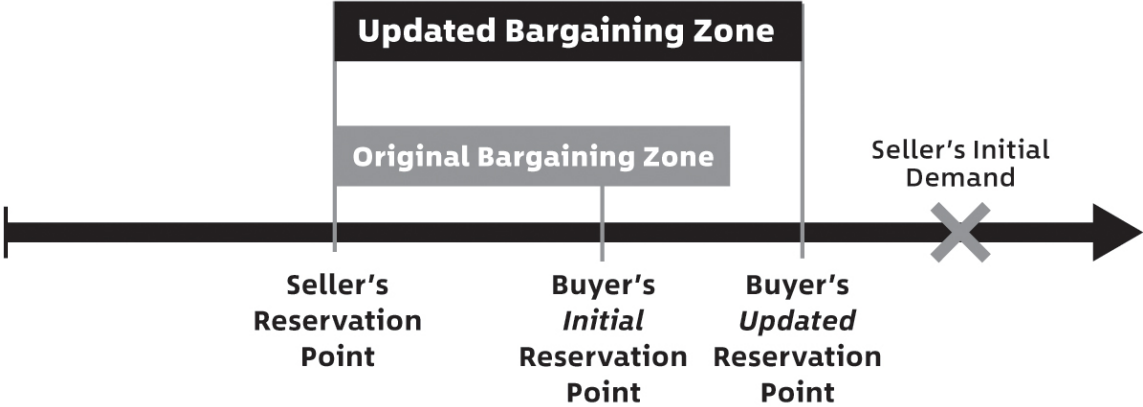 Updated Bargaining Zone
Original Bargaining Zone
Seller's Initial
Demand
Seller's
Reservation
Point
Buyer's
Initial
Reservation
Point
Buyer's
Updated
Reservation
Point